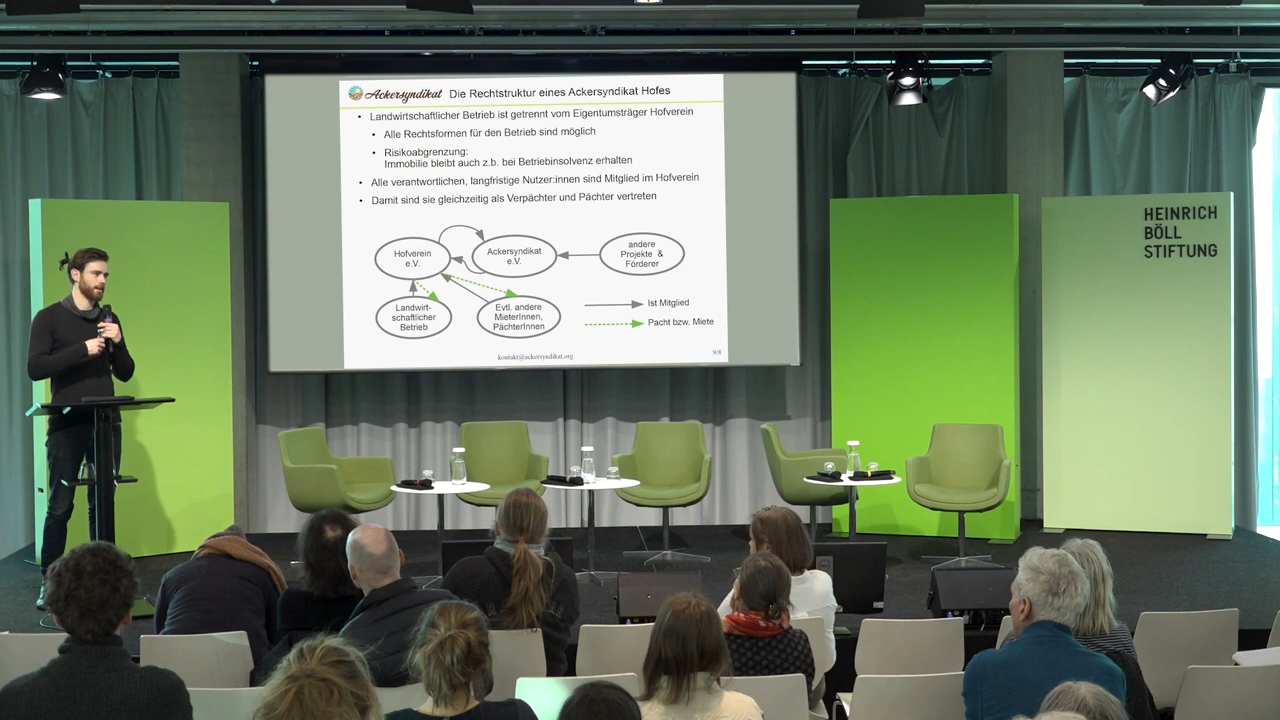 Ackersyndikat Die Rechtstruktur eines Ackersyndikat Hofes
• Landwirtschaftlicher Betrieb ist getrennt vom Eigentumsträger Hofverein
• Alle Rechtsformen für den Betrieb sind möglich
• Risikoabgrenzung:
Immobilie bleibt auch z.b. bei Betriebinsolvenz erhalten
• Alle verantwortlichen, langfristige Nutzer:innen sind Mitglied im Hofverein
• Damit sind sie gleichzeitig als Verpächter und Pächter vertreten
Hofverein
e.V.
Ackersyndikat
e.V.
andere
Projekte &
Förderer
Landwirt-
schaftlicher
Betrieb
Evtl. andere
MieterInnen,
PächterInnen
Ist Mitglied
Pacht bzw. Miete
kontakt@ackersyndikat.org
9/8
HEINRICH
BÖLL
STIFTUNG